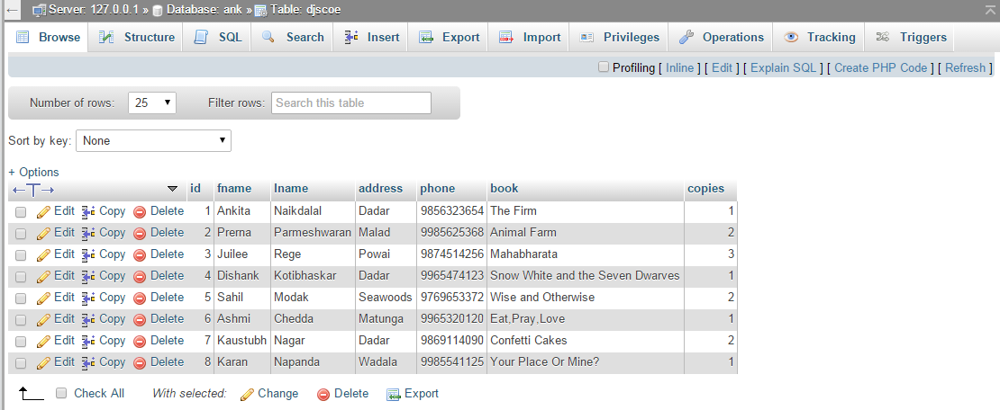 Server: 127.0.0.1 » Database: ank » Table: djscoe
Browse Structure SQL Search Insert Export Import Privileges Operations Tracking Triggers
Profiling [ Inline ] [ Edit ] [ Explain SQL ] [ Create PHP Code ] [ Refresh ]
Number of rows: 25 Filter rows: Search this table
Sort by key: None
+ Options
id fname lname address phone book copies
Edit Copy Delete 1 Ankita Naikdalal Dadar 9856323654 The Firm 1
Edit Copy Delete 2 Prerna Parmeshwaran Malad 9985625368 Animal Farm 2
Edit Copy Delete 3 Juilee Rege Powai 9874514256 Mahabharata 3
Edit Copy Delete 4 Dishank Kotibhaskar Dadar 9965474123 Snow White and the Seven Dwarves 1
Edit Copy Delete 5 Sahil Modak Seawoods 9769653372 Wise and Otherwise 2
Edit Copy Delete 6 Ashmi Chedda Matunga 9965320120 Eat,Pray,Love 1
Edit Copy Delete 7 Kaustubh Nagar Dadar 9869114090 Confetti Cakes 2
Edit Copy Delete 8 Karan Napanda Wadala 9985541125 Your Place Or Mine? 1
Check All With selected: Change Delete Export